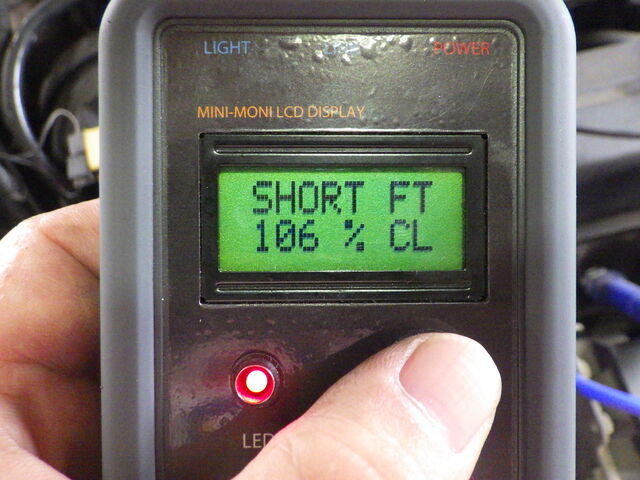 LIGHT POWER
MINI-MONI LCD DISPLAY
SHORT FT
106 % CL
LED